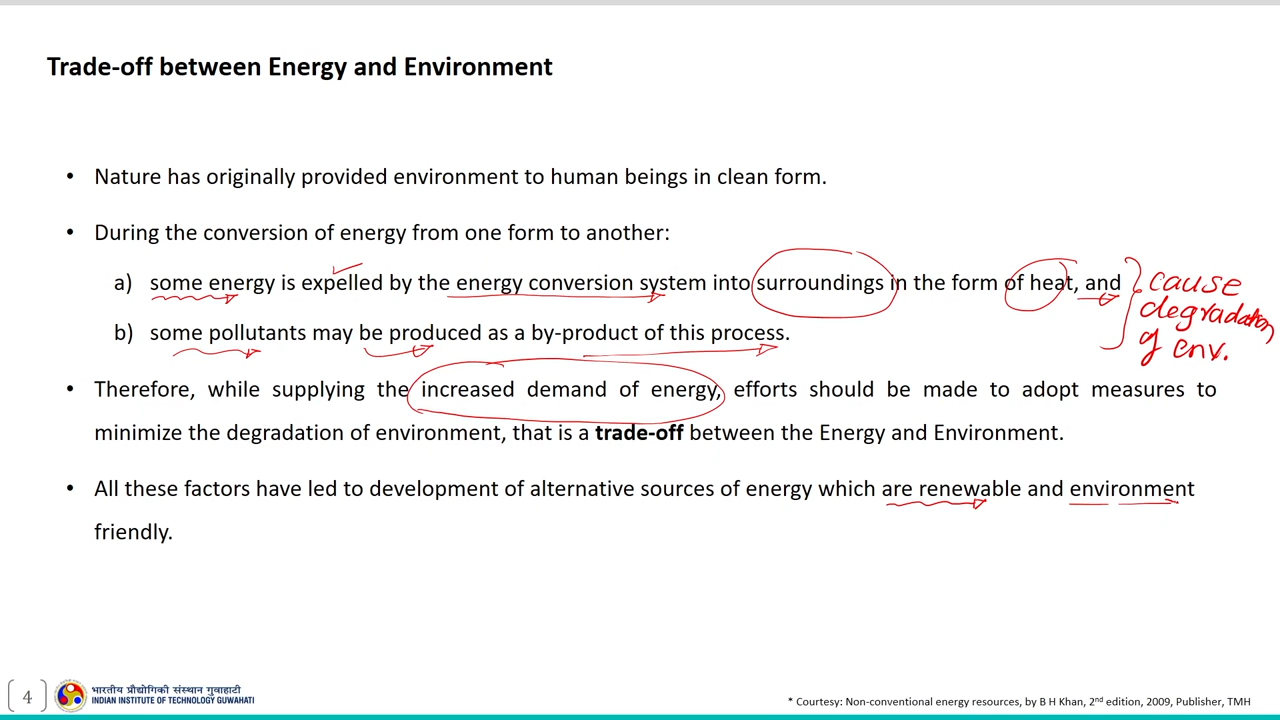 Trade-off between Energy and Environment
• Nature has originally provided environment to human beings in clean form.
• During the conversion of energy from one form to another:
a) some energy is expelled by the energy conversion system into surroundings in the form of heat, and
b) some pollutants may be produced as a by-product of this process.
cause
degradation
of env.
• Therefore, while supplying the increased demand of energy, efforts should be made to adopt measures to
minimize the degradation of environment, that is a trade-off between the Energy and Environment.
• All these factors have led to development of alternative sources of energy which are renewable and environment
friendly.
4
भारतीय प्रौद्योगिकी संस्थान गुवाहाटी
INDIAN INSTITUTE OF TECHNOLOGY GUWAHATI
* Courtesy: Non-conventional energy resources, by B H Khan, 2nd edition, 2009, Publisher, TMH